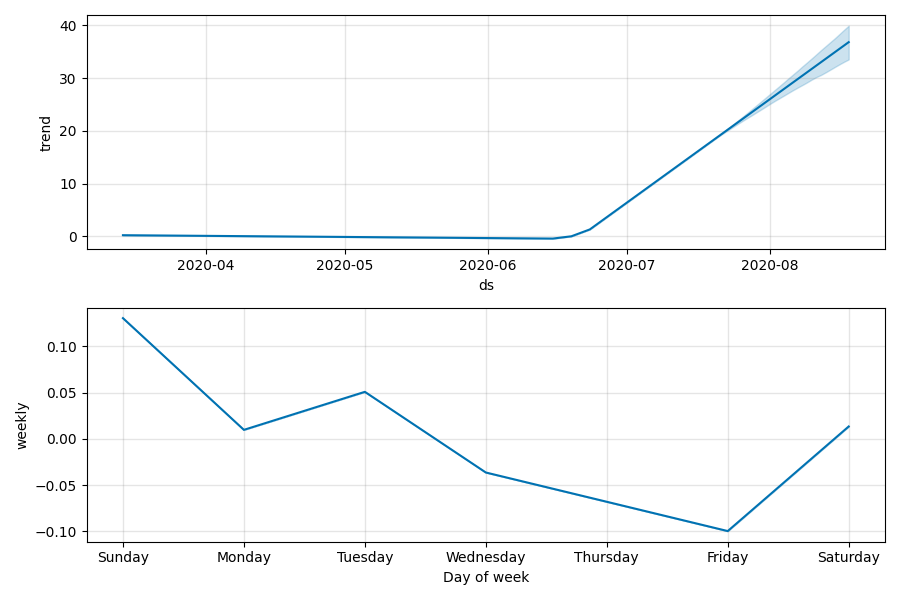 40
30
20
10
0
trend
2020-04 2020-05 2020-06 2020-07 2020-08
ds
0.10
0.05
0.00
−0.05
−0.10
weekly
Sunday Monday Tuesday Wednesday Thursday Friday Saturday
Day of week